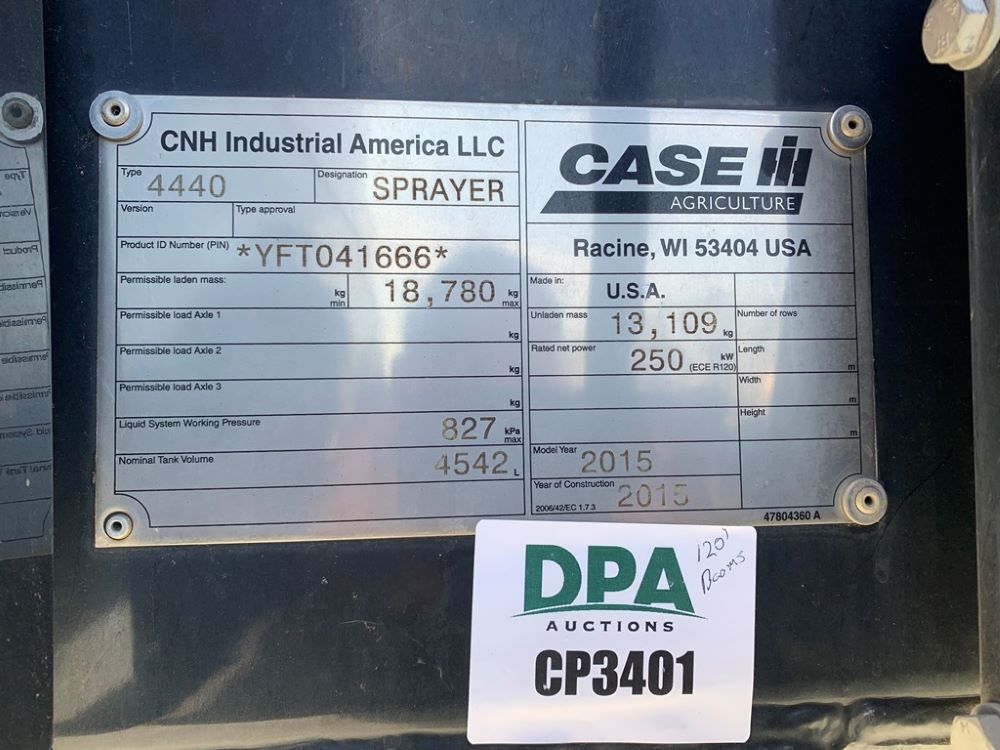 CNH Industrial America LLC
Type 4440
Designation SPRAYER
Version
Type approval
Product ID Number (PIN) *YFT041666*
Permissible laden mass: kg min 18,780 kg max
Permissible load Axle 1 kg
Permissible load Axle 2 kg
Permissible load Axle 3 kg
Liquid System Working Pressure 827 kPa max
Nominal Tank Volume 4542 L
CASE IH
AGRICULTURE
Racine, WI 53404 USA
Made in: U.S.A.
Unladen mass 13,109 kg
Number of rows
Rated net power 250 kW (ECE R120)
Length m
Width m
Height m
Model Year 2015
Year of Construction 2015
2006/42/EC 1.7.3
47804360 A
DPA
AUCTIONS
120'
Booms
CP3401